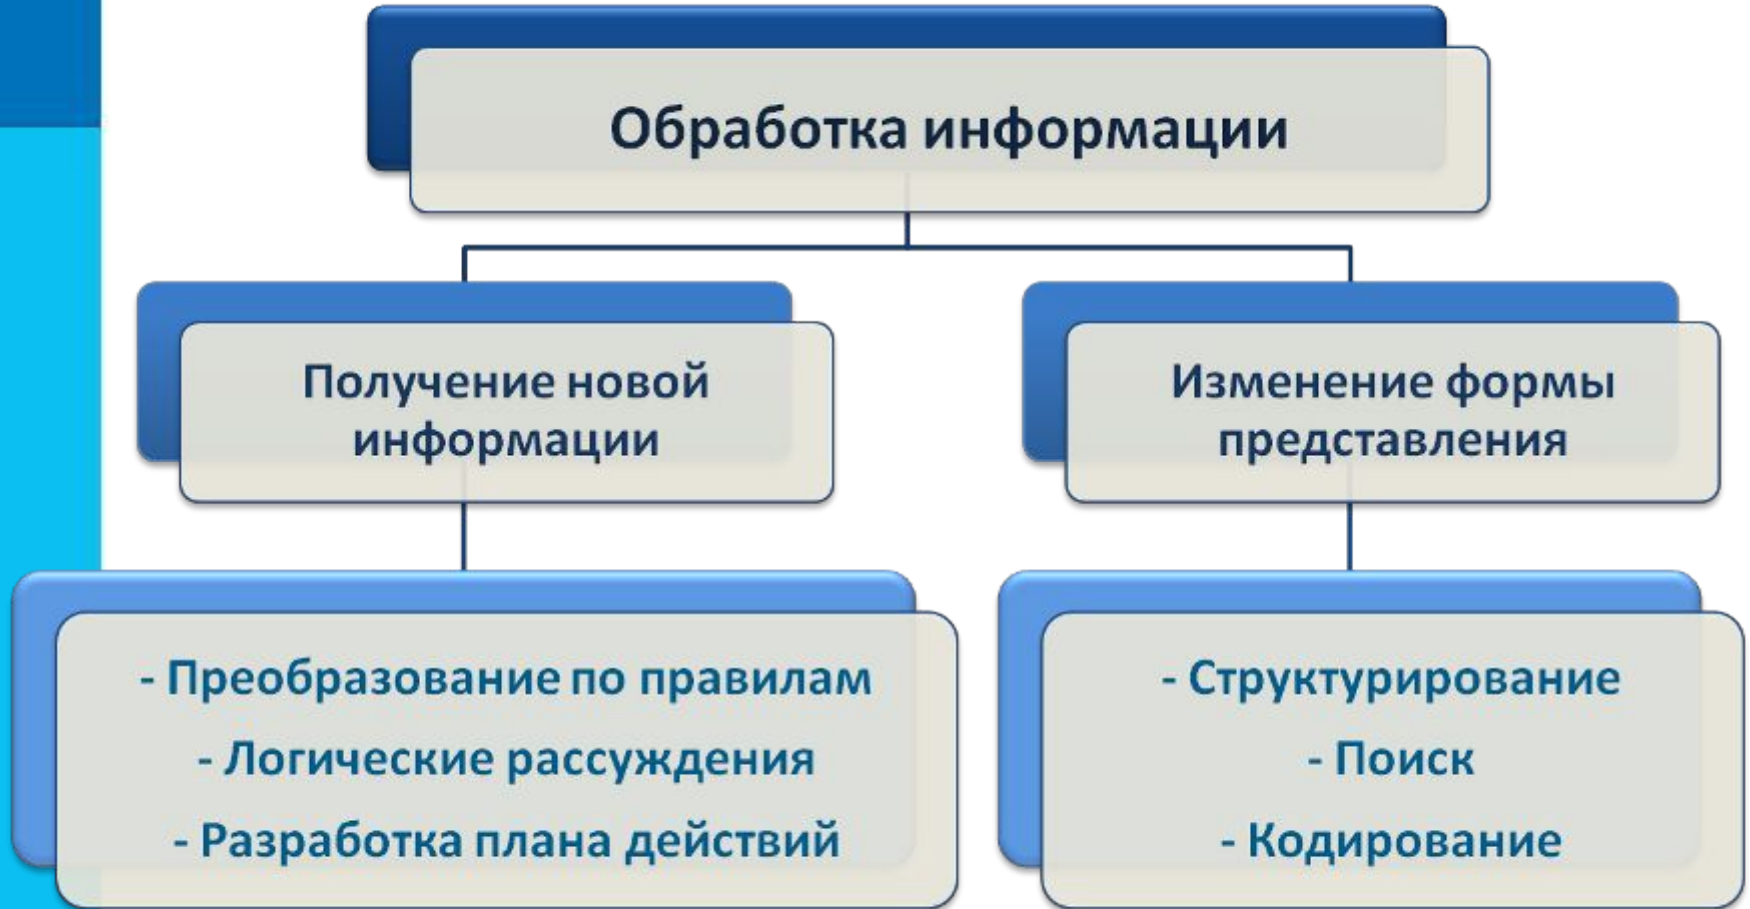 Обработка информации
Получение новой
информации
Изменение формы
представления
- Преобразование по правилам
- Логические рассуждения
- Разработка плана действий
- Структурирование
- Поиск
- Кодирование